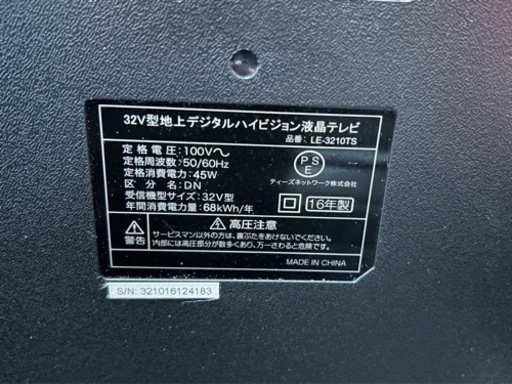 32V型地上デジタルハイビジョン液晶テレビ
品番: LE-3210TS
定格電圧: 100V〜
定格周波数: 50/60Hz
定格消費電力: 45W
区分名: DN
受信機型サイズ: 32V型
年間消費電力量: 68kWh/年
PSE
ティーズネットワーク株式会社
16年製
警告
高圧注意
サービスマン以外の方は、裏ぶたをあけないでください。
内部には高圧部分が数多くあり、万一さわると危険です。
MADE IN CHINA
S/N: 321016124183